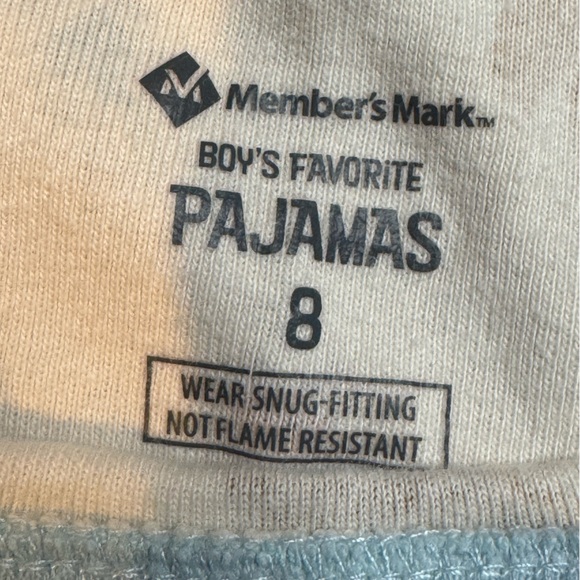 Member's Mark™
BOY'S FAVORITE
PAJAMAS
8
WEAR SNUG-FITTING
NOT FLAME RESISTANT